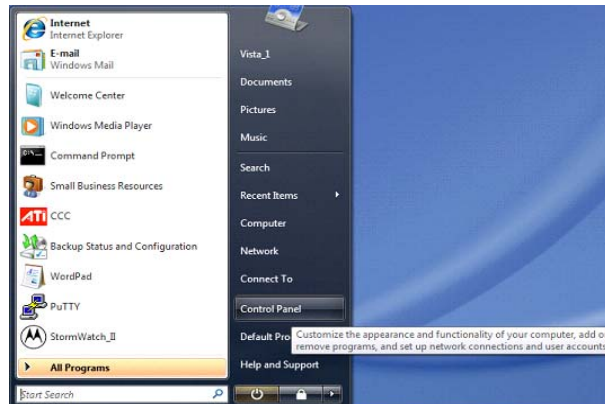 Internet
Internet Explorer
E-mail
Windows Mail
Welcome Center
Windows Media Player
Command Prompt
Small Business Resources
ATI CCC
Backup Status and Configuration
WordPad
PuTTY
StormWatch_II
All Programs
Start Search
Vista_1
Documents
Pictures
Music
Search
Recent Items
Computer
Network
Connect To
Control Panel
Default Pro
Help and Support
Customize the appearance and functionality of your computer, add o
remove programs, and set up network connections and user accounts